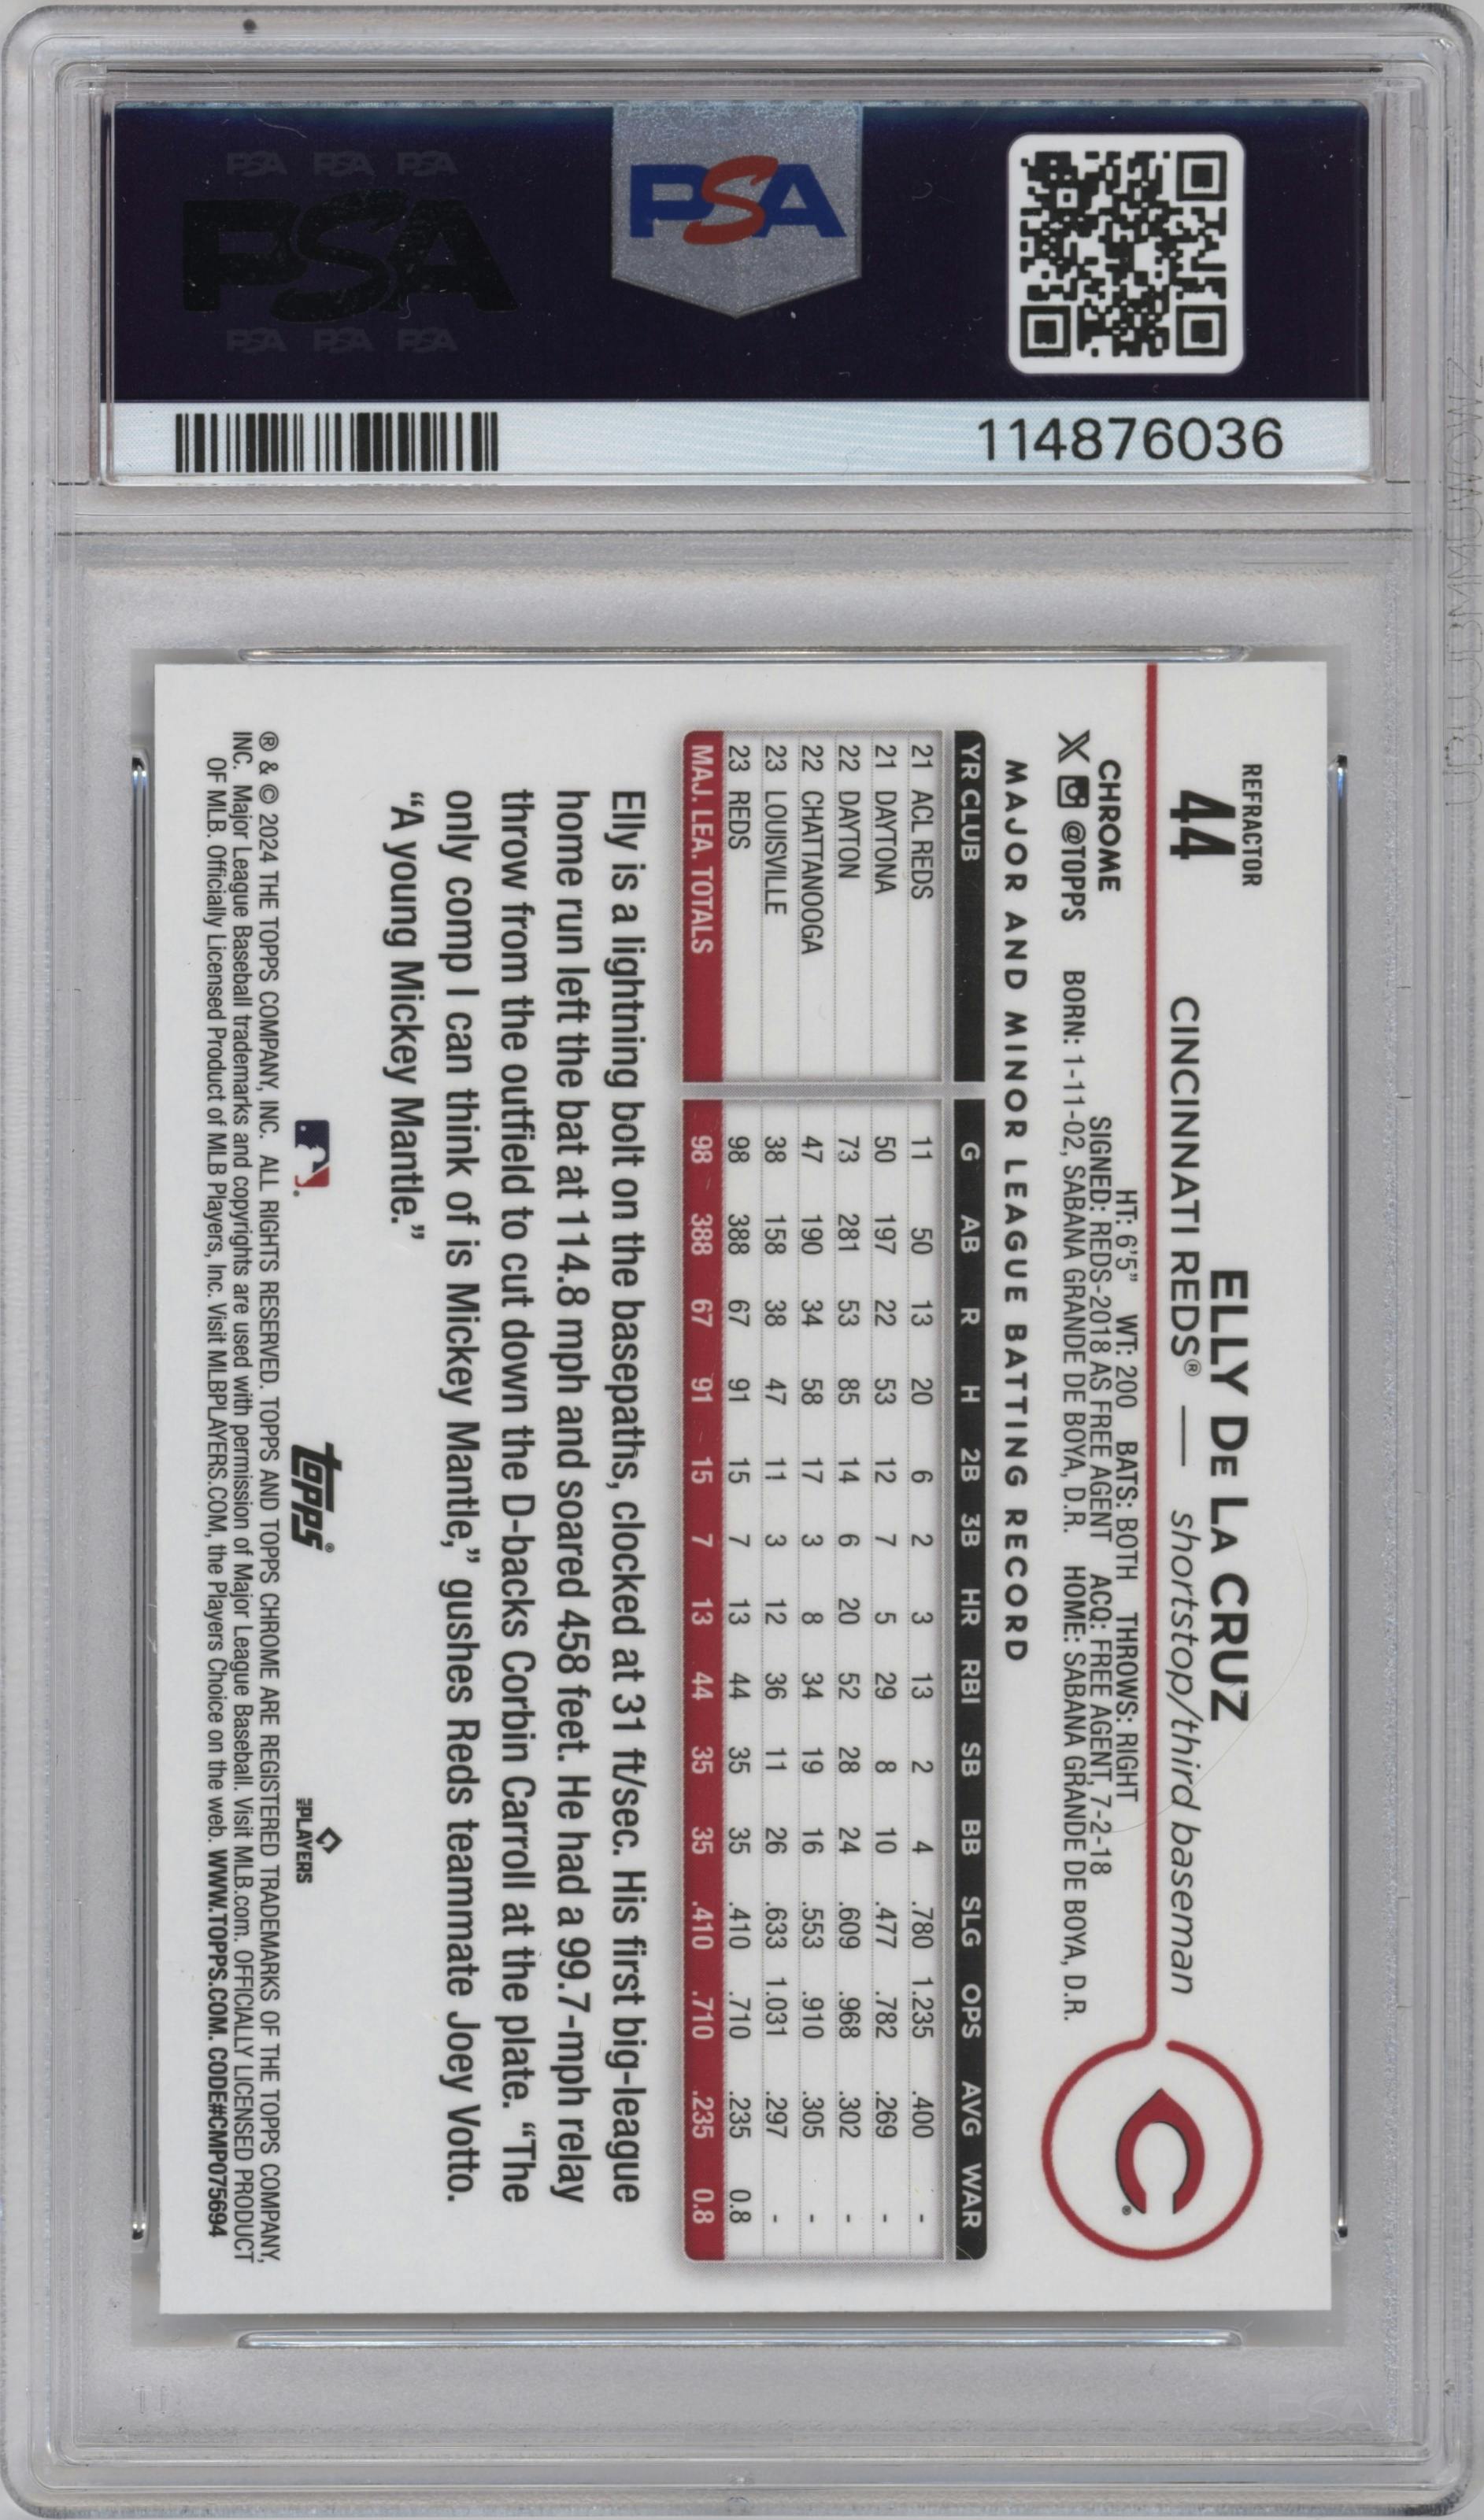 PSA PSA PSA
PSA
PSA PSA PSA
PSA
114876036
REFRACTOR
44
ELLY DE LA CRUZ
CINCINNATI REDS® — shortstop/third baseman
CHROME
HT: 6'5" WT: 200 BATS: BOTH THROWS: RIGHT
SIGNED: REDS-2018 AS FREE AGENT ACQ: FREE AGENT, 7-2-18
X @TOPPS BORN: 1-11-02, SABANA GRANDE DE BOYA, D.R. HOME: SABANA GRANDE DE BOYA, D.R.
MAJOR AND MINOR LEAGUE BATTING RECORD
YR CLUB G AB R H 2B 3B HR RBI SB BB SLG OPS AVG WAR
21 ACL REDS 11 50 13 20 6 2 3 13 2 4 .780 1.235 .400 -
21 DAYTONA 50 197 22 53 12 7 5 29 8 10 .477 .782 .269 -
22 DAYTON 73 281 53 85 14 6 20 52 28 24 .609 .968 .302 -
22 CHATTANOOGA 47 190 34 58 17 3 8 34 19 16 .553 .910 .305 -
23 LOUISVILLE 38 158 38 47 11 3 12 36 11 26 .633 1.031 .297 -
23 REDS 98 388 67 91 15 7 13 44 35 35 .410 .710 .235 0.8
MAJ. LEA. TOTALS 98 388 67 91 15 7 13 44 35 35 .410 .710 .235 0.8
Elly is a lightning bolt on the basepaths, clocked at 31 ft/sec. His first big-league
home run left the bat at 114.8 mph and soared 458 feet. He had a 99.7-mph relay
throw from the outfield to cut down the D-backs Corbin Carroll at the plate. “The
only comp I can think of is Mickey Mantle,” gushes Reds teammate Joey Votto.
“A young Mickey Mantle.”
topps®
MLB PLAYERS
® & © 2024 THE TOPPS COMPANY, INC. ALL RIGHTS RESERVED. TOPPS AND TOPPS CHROME ARE REGISTERED TRADEMARKS OF THE TOPPS COMPANY,
INC. Major League Baseball trademarks and copyrights are used with permission of Major League Baseball. Visit MLB.com. OFFICIALLY LICENSED PRODUCT
OF MLB. Officially Licensed Product of MLB Players, Inc. Visit MLBPLAYERS.COM, the Players Choice on the web. WWW.TOPPS.COM. CODE#CMP075694
PSA